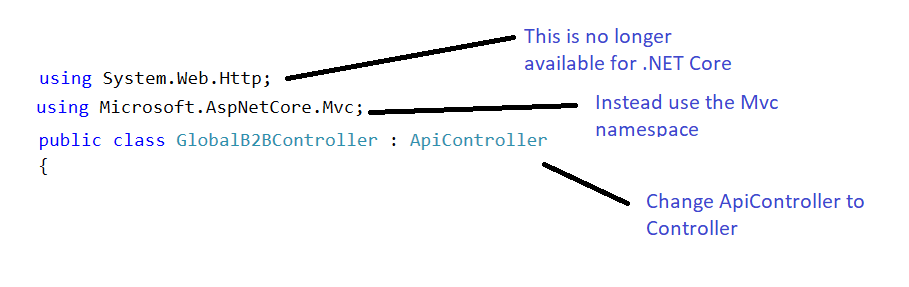 This is no longer
available for .NET Core
using System.Web.Http;
using Microsoft.AspNetCore.Mvc;
Instead use the Mvc
namespace
public class GlobalB2BController : ApiController
{
Change ApiController to
Controller